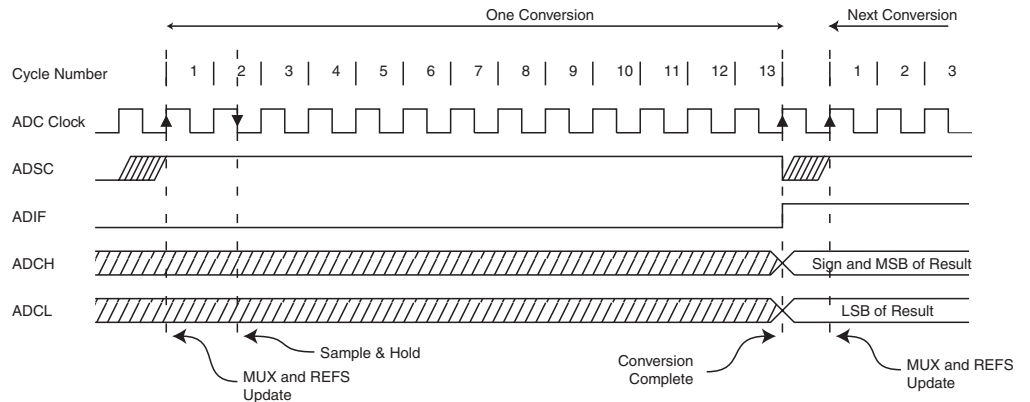 One Conversion
Next Conversion
Cycle Number
1 2 3 4 5 6 7 8 9 10 11 12 13 1 2 3
ADC Clock
ADSC
ADIF
ADCH
Sign and MSB of Result
ADCL
LSB of Result
Sample & Hold
MUX and REFS
Update
Conversion
Complete
MUX and REFS
Update